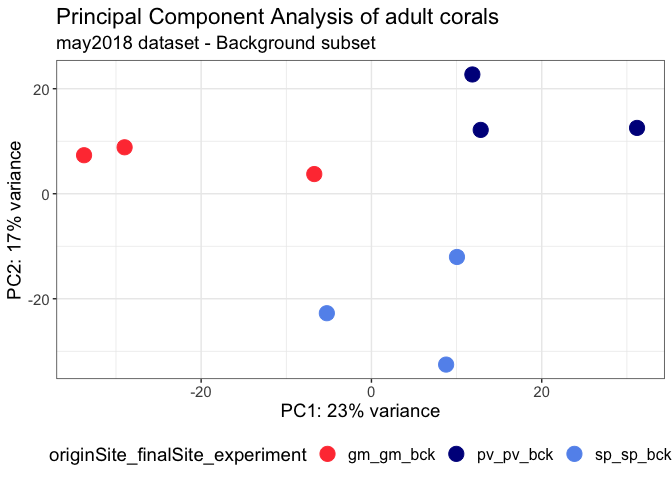 Principal Component Analysis of adult corals
may2018 dataset - Background subset
20
0
-20
PC2: 17% variance
-20 0 20
PC1: 23% variance
originSite_finalSite_experiment gm_gm_bck pv_pv_bck sp_sp_bck